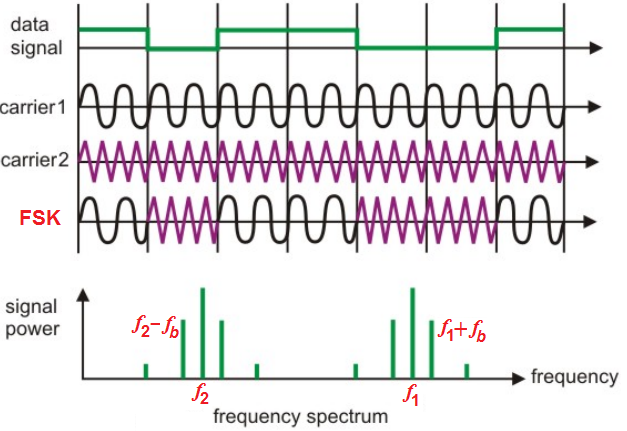 data
signal
carrier1
carrier2
FSK
signal
power
f2–fb
f1+fb
frequency
f2
f1
frequency spectrum